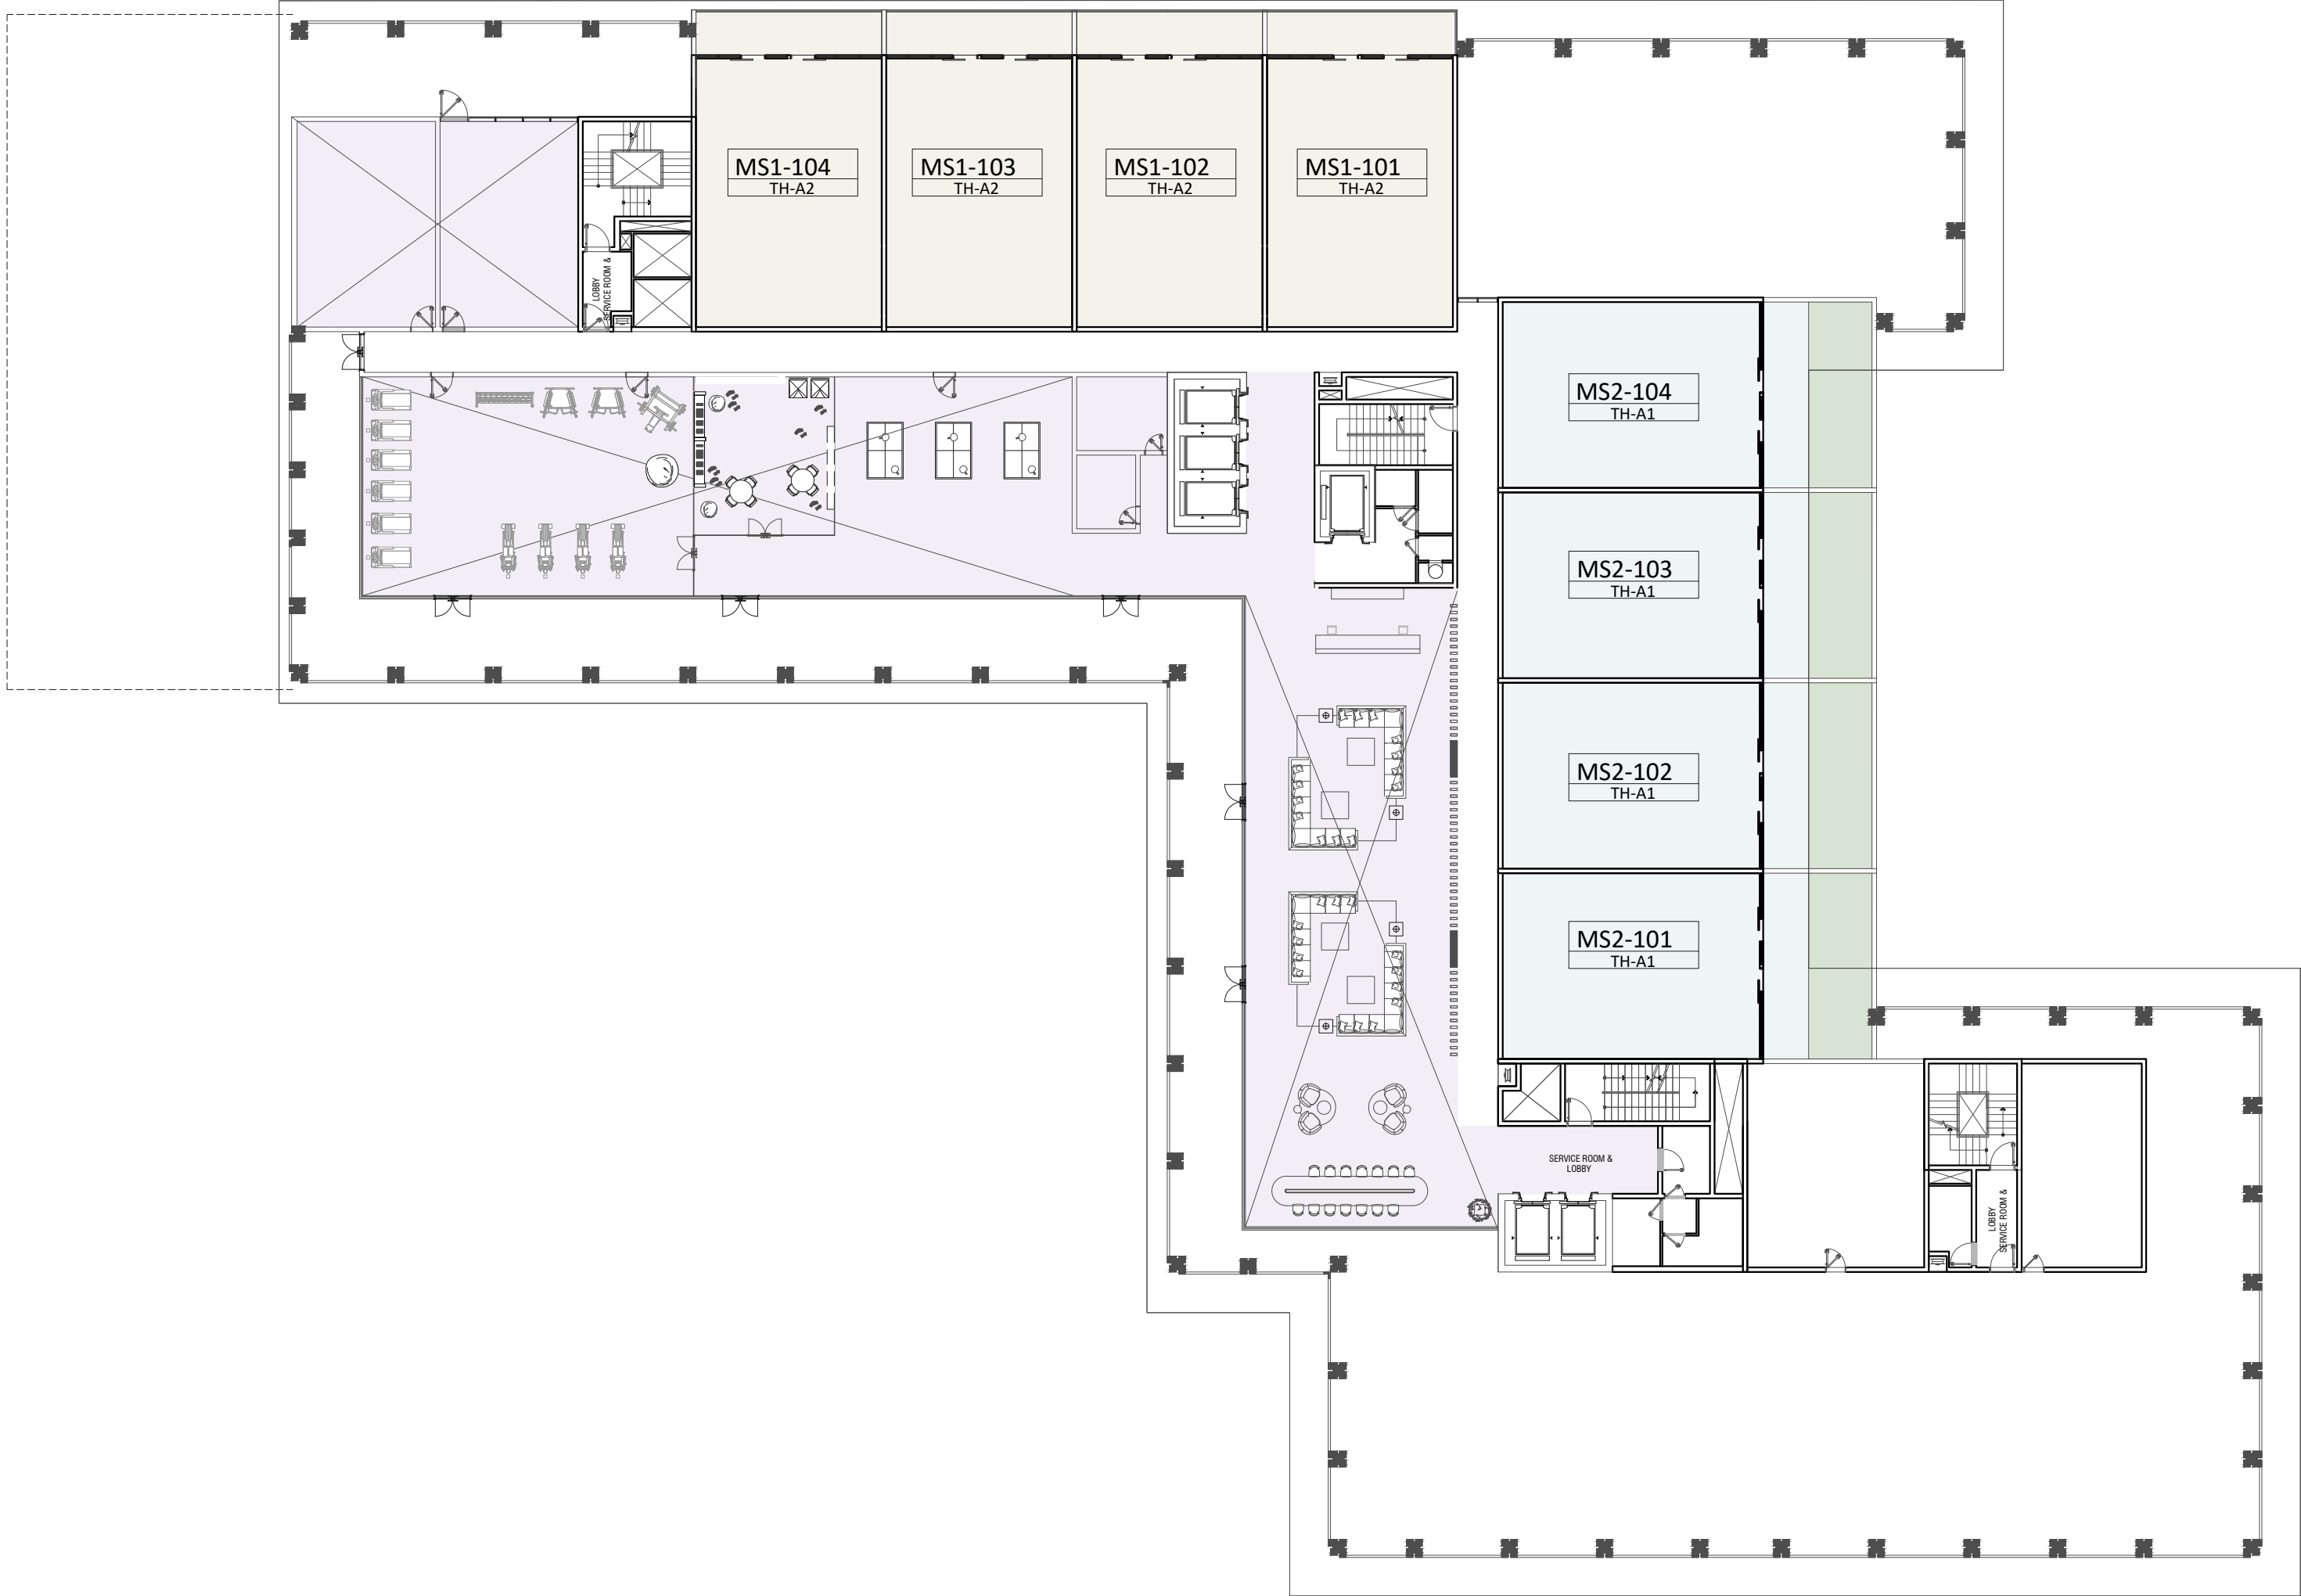 MS1-104
TH-A2
MS1-103
TH-A2
MS1-102
TH-A2
MS1-101
TH-A2
LOBBY
SERVICE ROOM &
MS2-104
TH-A1
MS2-103
TH-A1
MS2-102
TH-A1
MS2-101
TH-A1
SERVICE ROOM &
LOBBY
LOBBY
SERVICE ROOM &